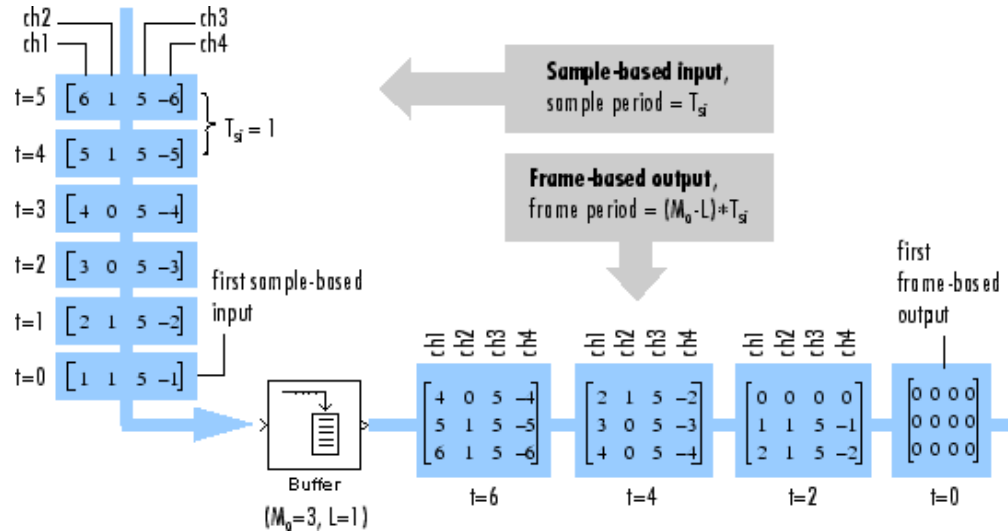 ch2
ch1
ch3
ch4
t=5 [6 1 5 −6]
T_si = 1
t=4 [5 1 5 −5]
t=3 [4 0 5 −4]
t=2 [3 0 5 −3]
t=1 [2 1 5 −2]
t=0 [1 1 5 −1]
first sample-based
input
Sample-based input,
sample period = T_si
Frame-based output,
frame period = (M_o-L)*T_si
first
frame-based
output
Buffer
(M_o=3, L=1)
ch1 ch2 ch3 ch4
4 0 5 −4
5 1 5 −5
6 1 5 −6
t=6
ch1 ch2 ch3 ch4
2 1 5 −2
3 0 5 −3
4 0 5 −4
t=4
ch1 ch2 ch3 ch4
0 0 0 0
1 1 5 −1
2 1 5 −2
t=2
0 0 0 0
0 0 0 0
0 0 0 0
t=0